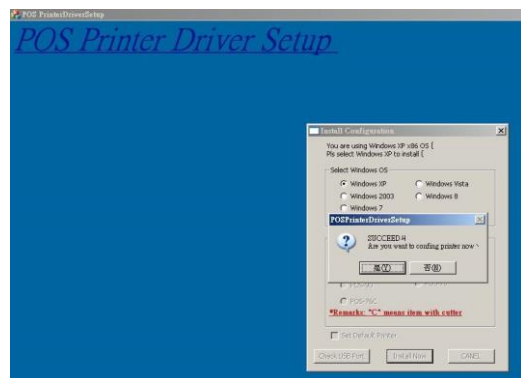 POS PrinterDriverSetup
POS Printer Driver Setup
Install Configuration
You are using Windows XP x86 OS [
Pls select Windows XP to install [
Select Windows OS
Windows XP
Windows Vista
Windows 2003
Windows 8
Windows 7
POSPrinterDriverSetup
SUCCEED
Are you want to config printer now
是(Y)
否(N)
POS-76C
*Remarks: "C" means item with cutter
Set Default Printer
Check USB Port
Install Now
CANEL